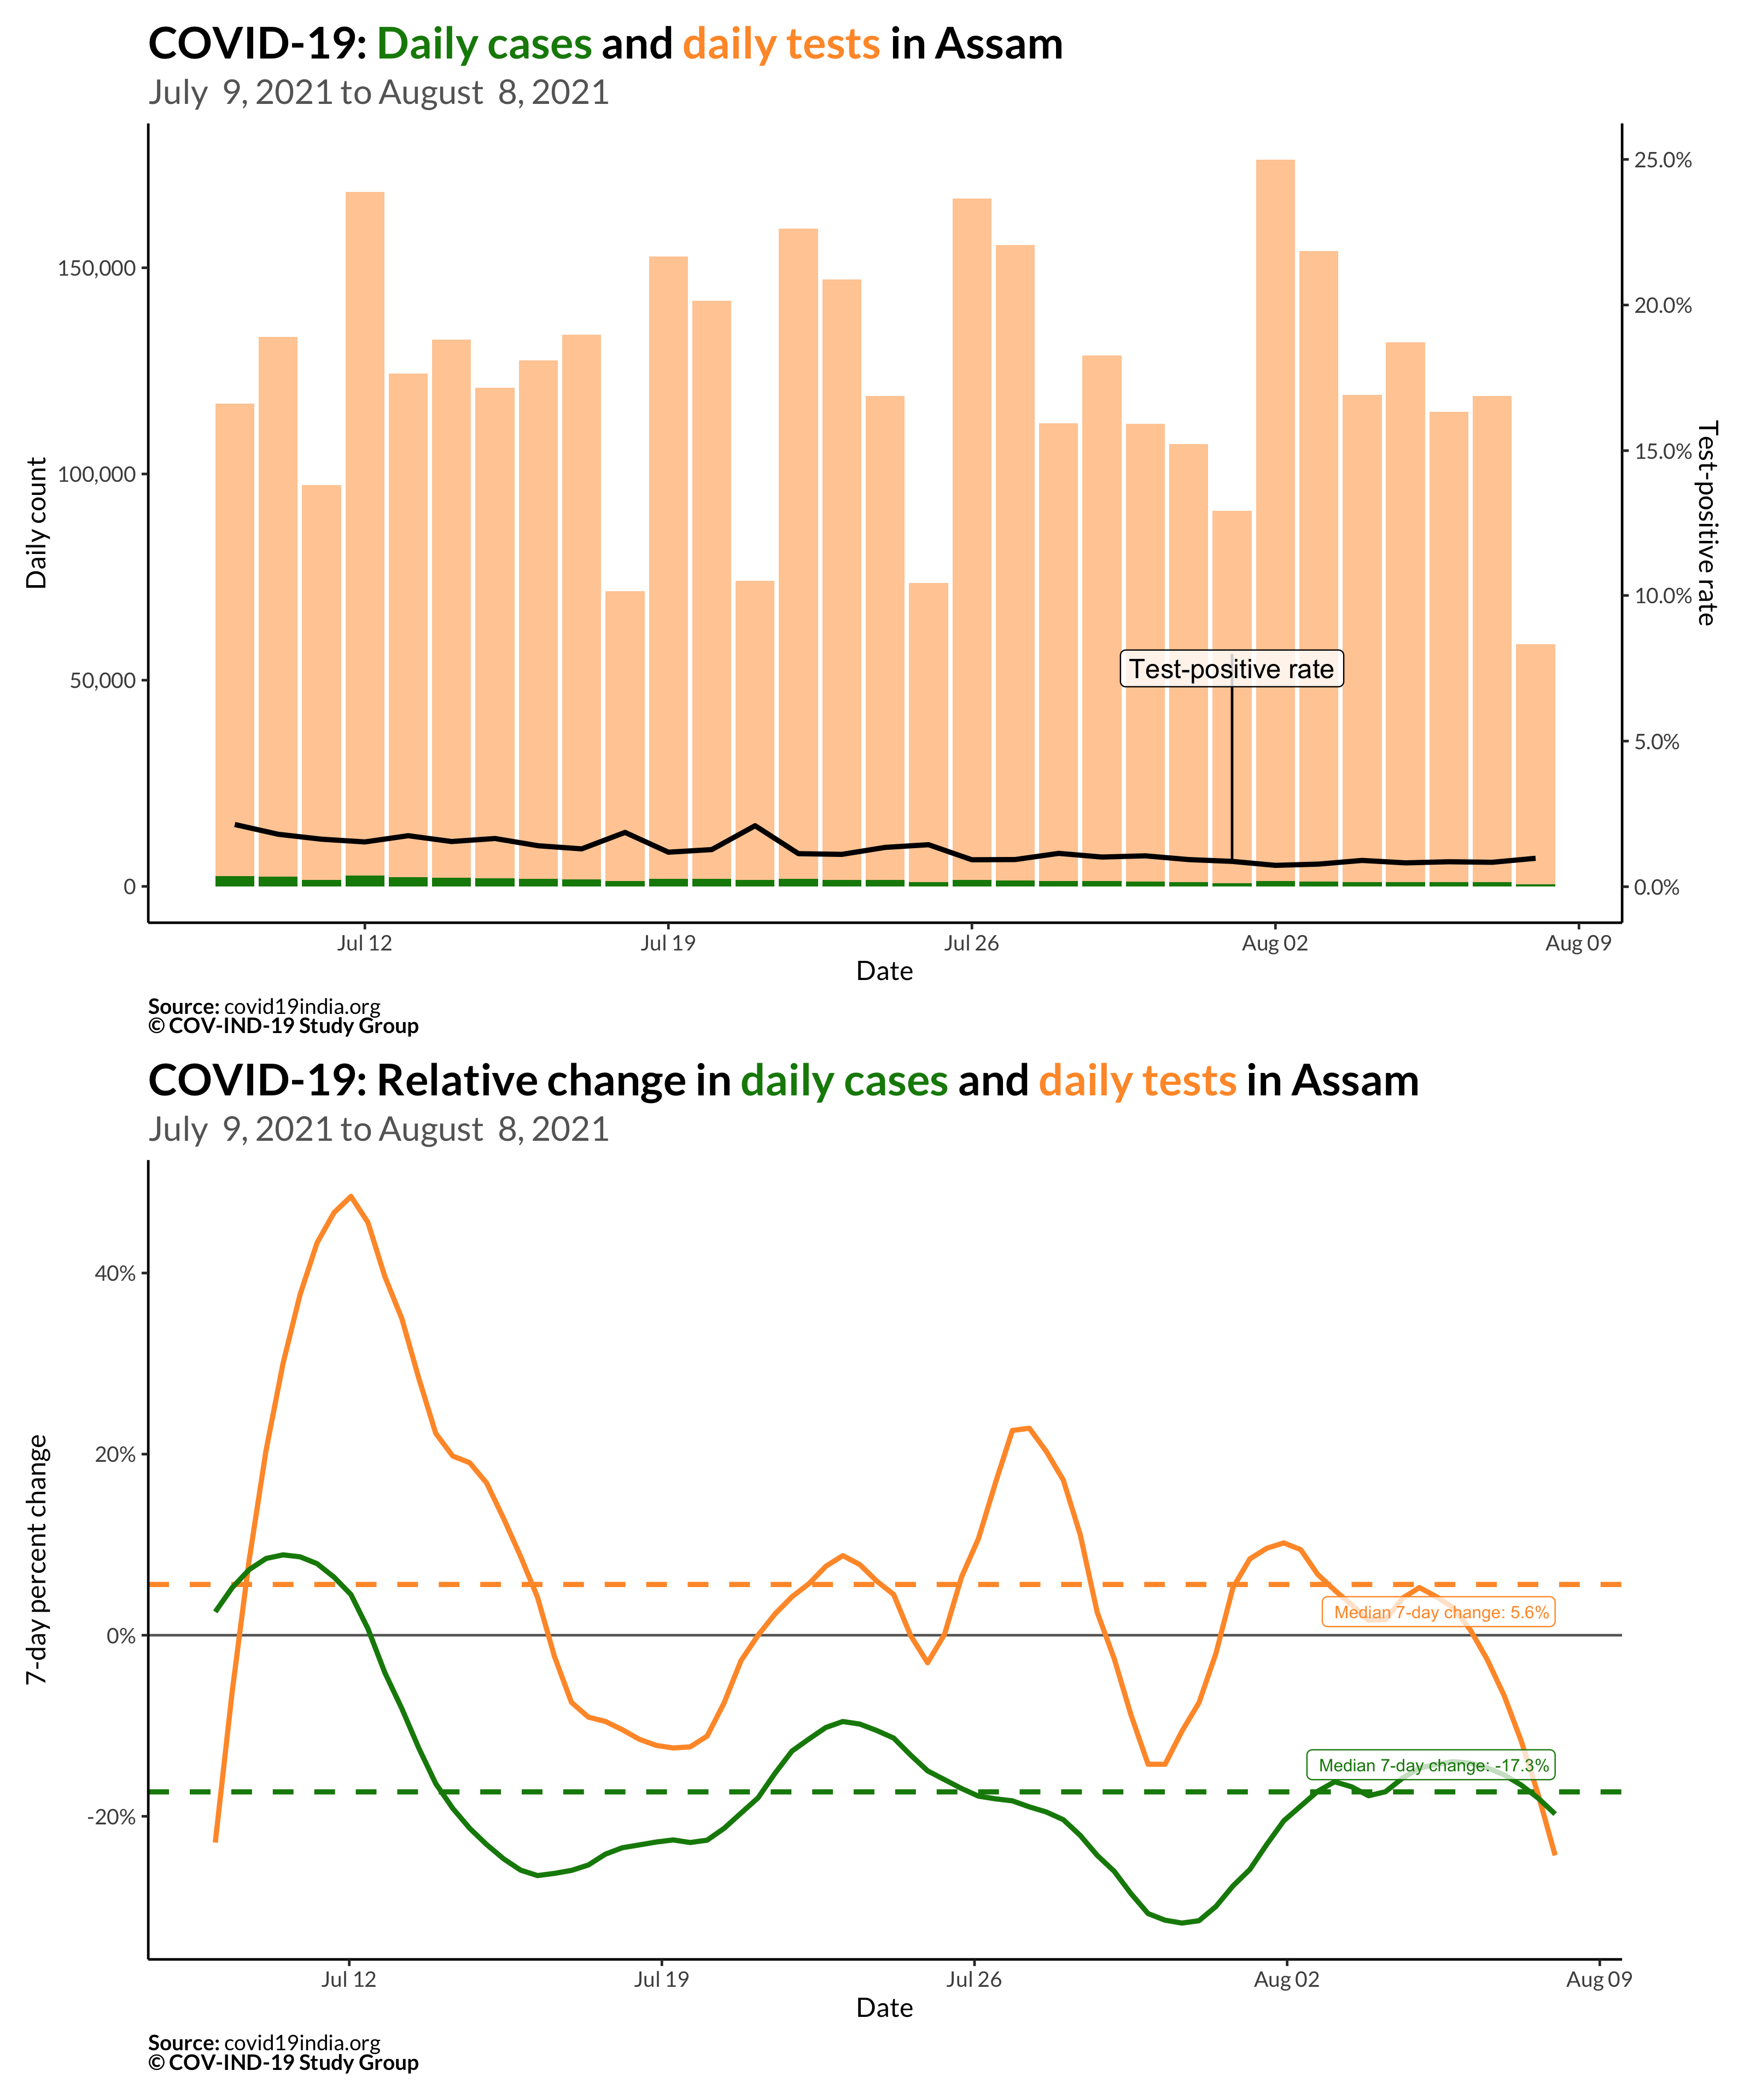 COVID-19: Daily cases and daily tests in Assam
July 9, 2021 to August 8, 2021
150,000
100,000
50,000
0
Daily count
25.0%
20.0%
15.0%
10.0%
5.0%
0.0%
Test-positive rate
Test-positive rate
Jul 12
Jul 19
Jul 26
Aug 02
Aug 09
Date
Source: covid19india.org
© COV-IND-19 Study Group
COVID-19: Relative change in daily cases and daily tests in Assam
July 9, 2021 to August 8, 2021
40%
20%
0%
-20%
7-day percent change
Median 7-day change: 5.6%
Median 7-day change: -17.3%
Jul 12
Jul 19
Jul 26
Aug 02
Aug 09
Date
Source: covid19india.org
© COV-IND-19 Study Group